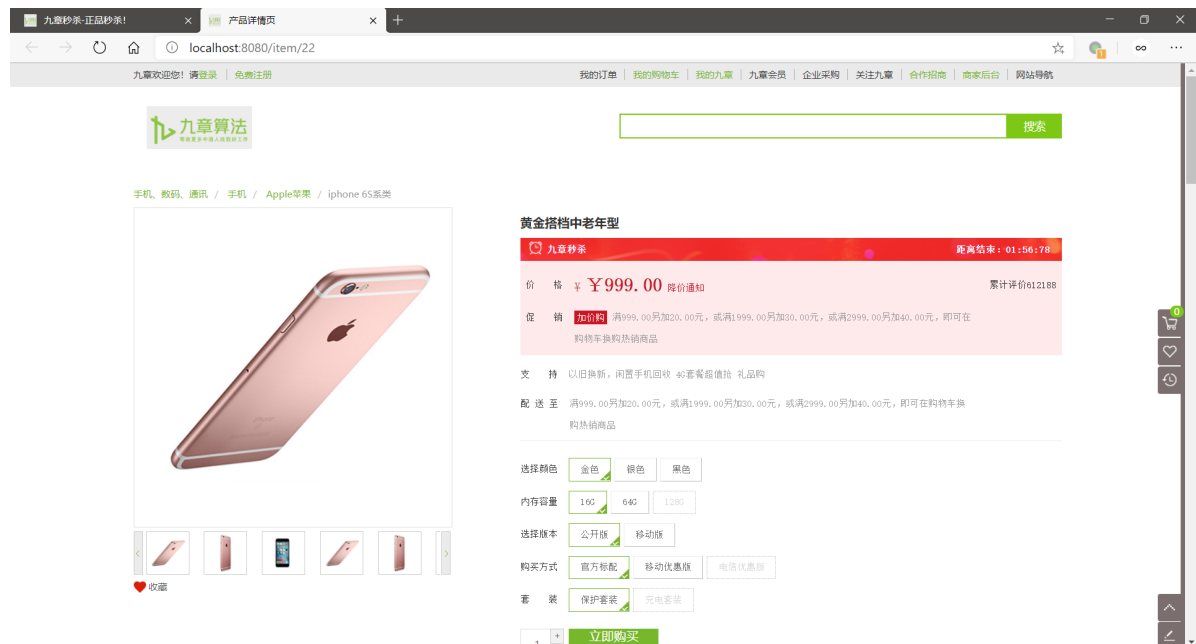 九章秒杀-正品秒杀!
产品详情页
localhost:8080/item/22
九章欢迎您!请登录 免费注册
我的订单 我的购物车 我的九章 九章会员 企业采购 关注九章 合作招商 商家后台 网站导航
九章算法
搜索
手机、数码、通讯 / 手机 / Apple苹果 / iphone 6S系类
黄金搭档中老年型
九章秒杀 距离结束:01:56:78
价 格 ¥ ¥999.00 降价通知 累计评价612188
促 销 加价购 满999.00另加20.00元,或满1999.00另加30.00元,或满2999.00另加40.00元,即可在
购物车换购热销商品
支 持 以旧换新,闲置手机回收 4G套餐超值抢 礼品购
配 送 至 满999.00另加20.00元,或满1999.00另加30.00元,或满2999.00另加40.00元,即可在购物车换
购热销商品
选择颜色 金色 银色 黑色
内存容量 16G 64G 128G
选择版本 公开版 移动版
购买方式 官方标配 移动优惠版 电信优惠版
套 装 保护套装 充电套装
收藏
1 + 立即购买
0